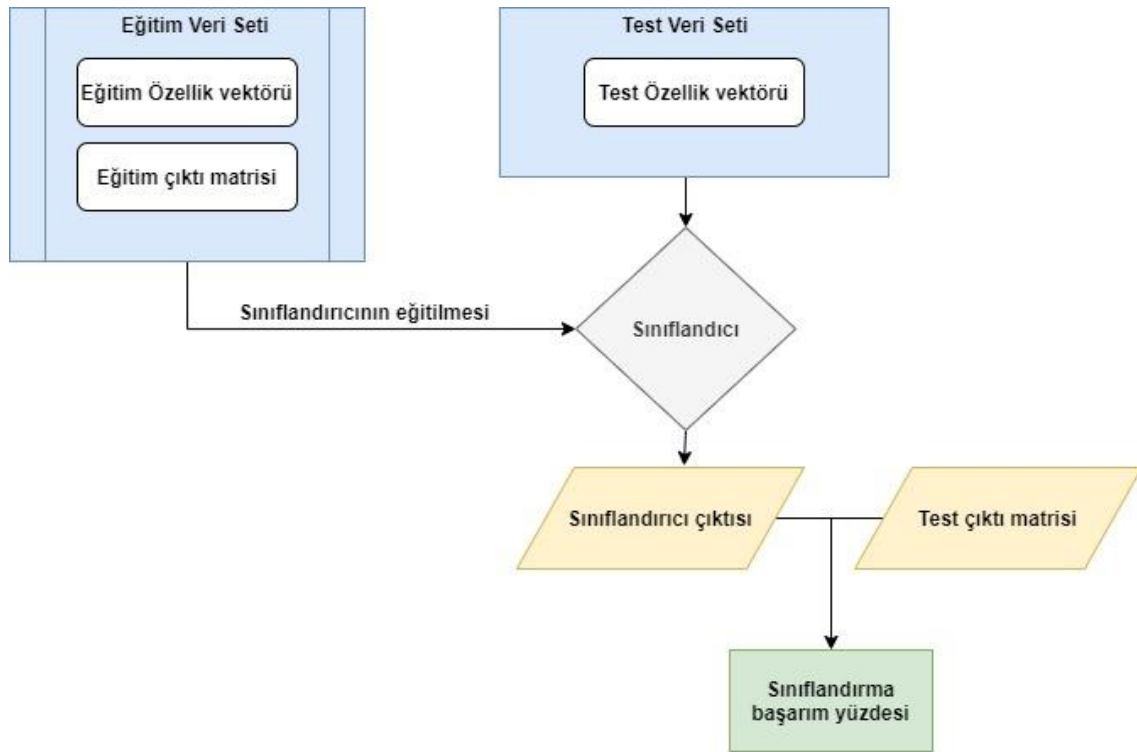 Eğitim Veri Seti
Eğitim Özellik vektörü
Eğitim çıktı matrisi
Test Veri Seti
Test Özellik vektörü
Sınıflandırıcının eğitilmesi
Sınıflandıcı
Sınıflandırıcı çıktısı
Test çıktı matrisi
Sınıflandırma
başarım yüzdesi